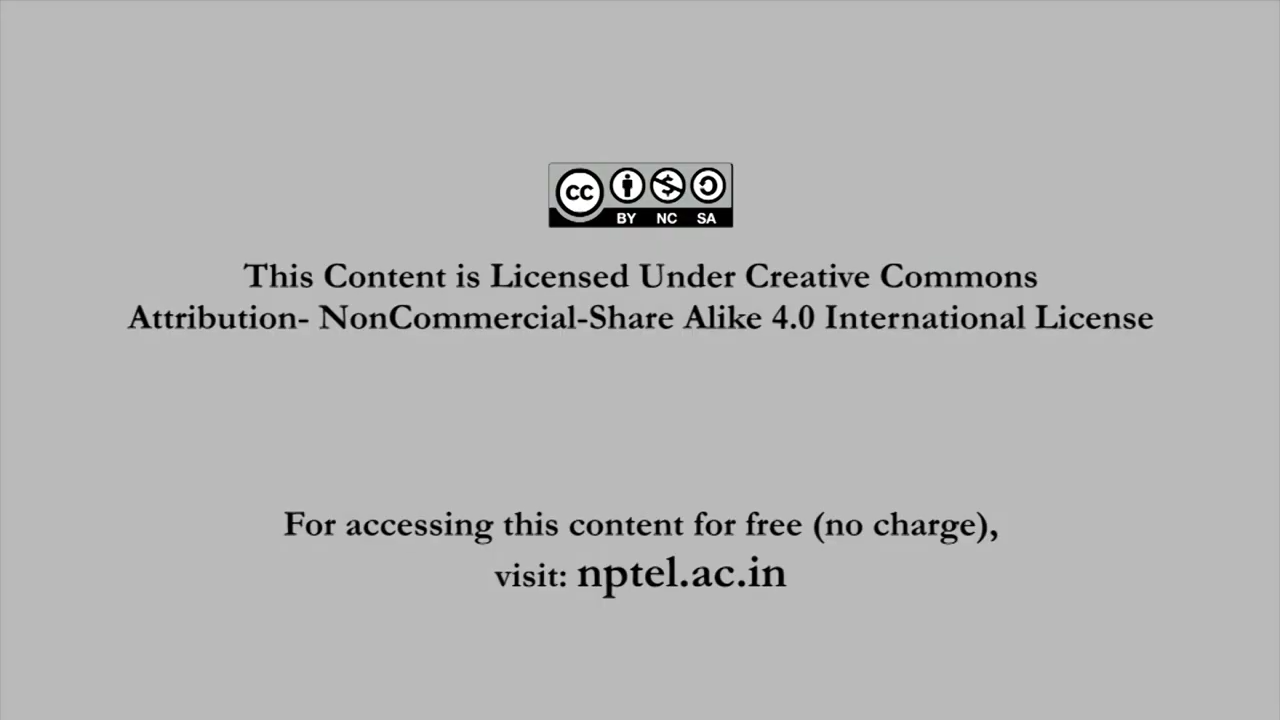 cc
BY NC SA
This Content is Licensed Under Creative Commons
Attribution- NonCommercial-Share Alike 4.0 International License
For accessing this content for free (no charge),
visit: nptel.ac.in